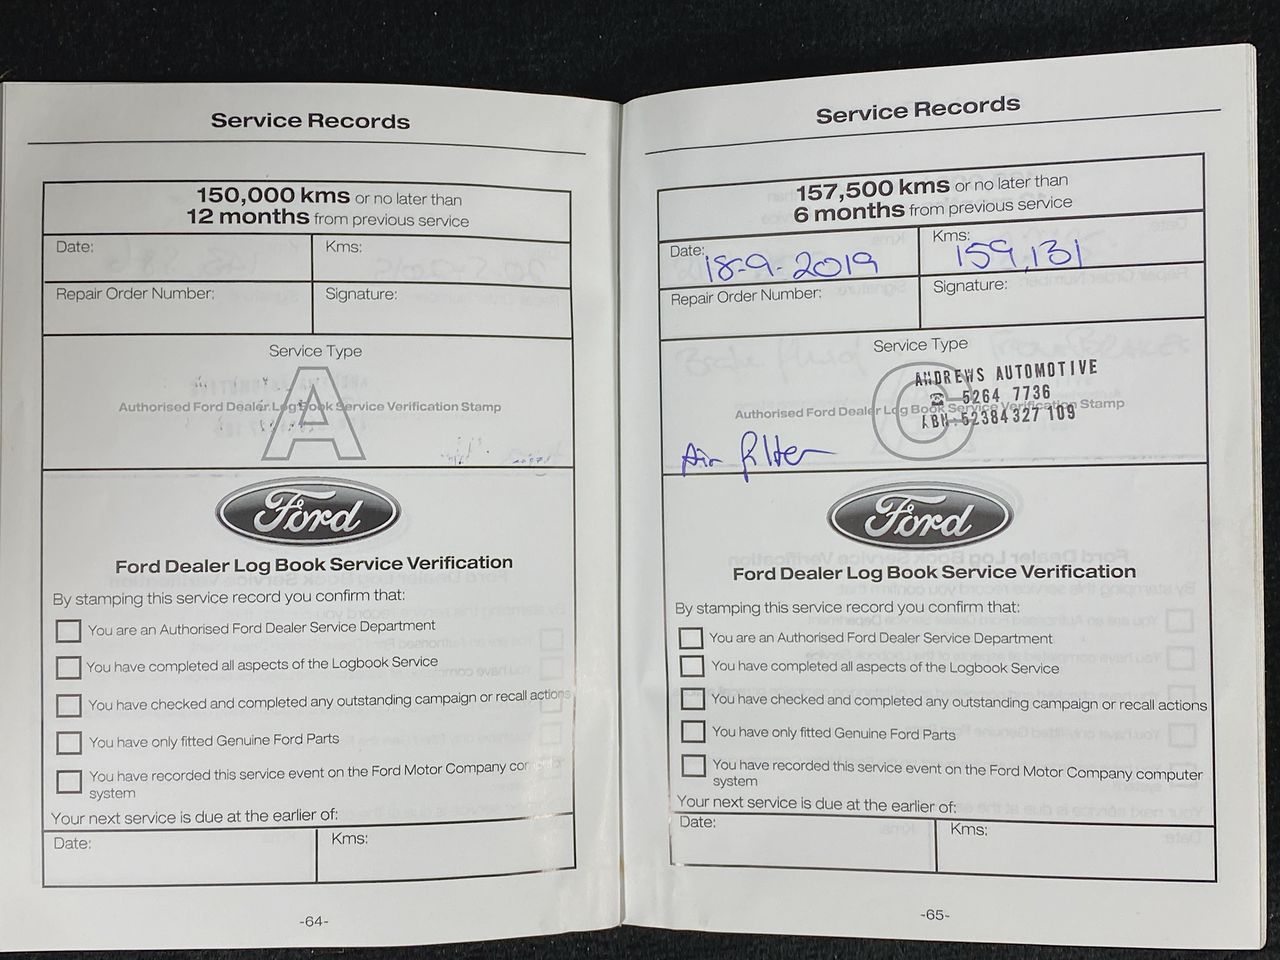 Service Records
150,000 kms or no later than
12 months from previous service
Date:
Kms:
Repair Order Number:
Signature:
Service Type
A
Authorised Ford Dealer Log Book Service Verification Stamp
Ford
Ford Dealer Log Book Service Verification
By stamping this service record you confirm that:
You are an Authorised Ford Dealer Service Department
You have completed all aspects of the Logbook Service
You have checked and completed any outstanding campaign or recall actions
You have only fitted Genuine Ford Parts
You have recorded this service event on the Ford Motor Company computer
system
Your next service is due at the earlier of:
Date:
Kms:
-64-
Service Records
157,500 kms or no later than
6 months from previous service
Date: 18-9-2019
Kms: 159,131
Repair Order Number:
Signature:
Service Type
C
ANDREWS AUTOMOTIVE
☎ 5264 7736
ABN:52384327 109
Authorised Ford Dealer Log Book Service Verification Stamp
Air filter
Ford
Ford Dealer Log Book Service Verification
By stamping this service record you confirm that:
You are an Authorised Ford Dealer Service Department
You have completed all aspects of the Logbook Service
You have checked and completed any outstanding campaign or recall actions
You have only fitted Genuine Ford Parts
You have recorded this service event on the Ford Motor Company computer
system
Your next service is due at the earlier of:
Date:
Kms:
-65-